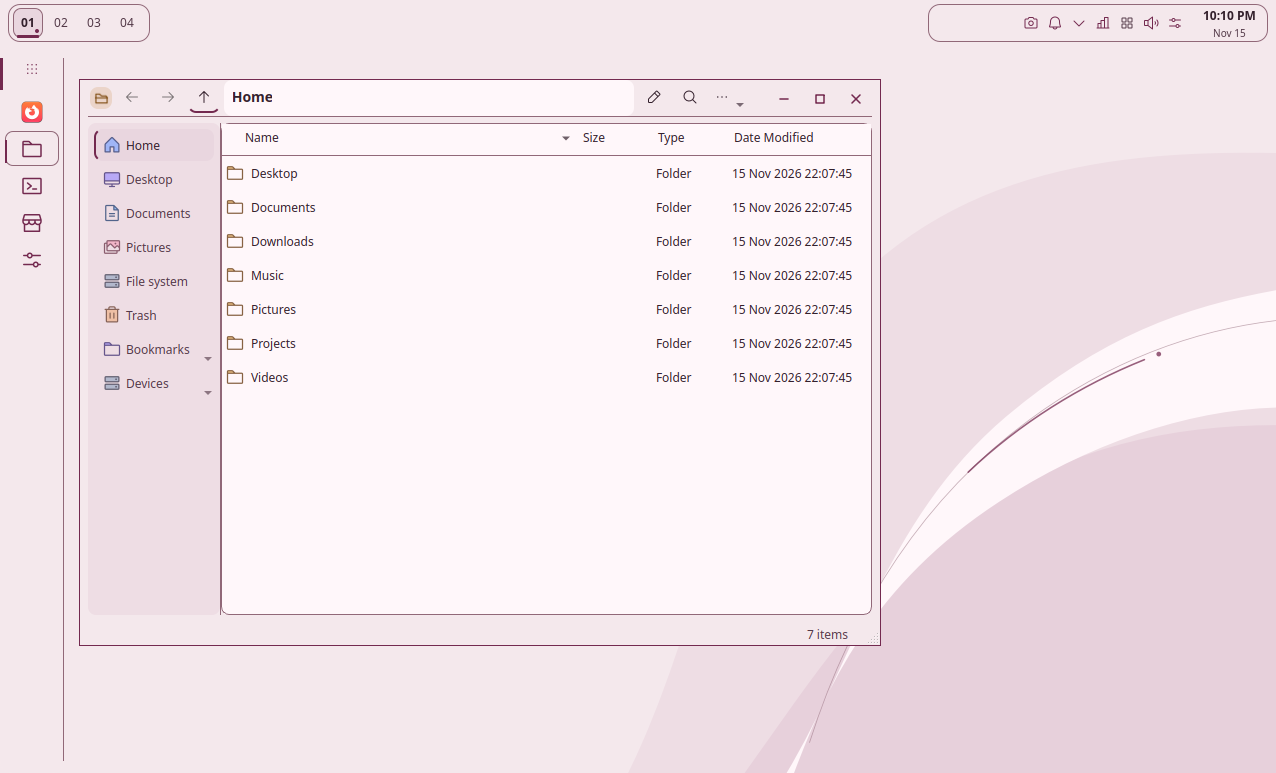 01 02 03 04
10:10 PM
Nov 15
Home
Name Size Type Date Modified
Home
Desktop
Documents
Pictures
File system
Trash
Bookmarks
Devices
Desktop Folder 15 Nov 2026 22:07:45
Documents Folder 15 Nov 2026 22:07:45
Downloads Folder 15 Nov 2026 22:07:45
Music Folder 15 Nov 2026 22:07:45
Pictures Folder 15 Nov 2026 22:07:45
Projects Folder 15 Nov 2026 22:07:45
Videos Folder 15 Nov 2026 22:07:45
7 items